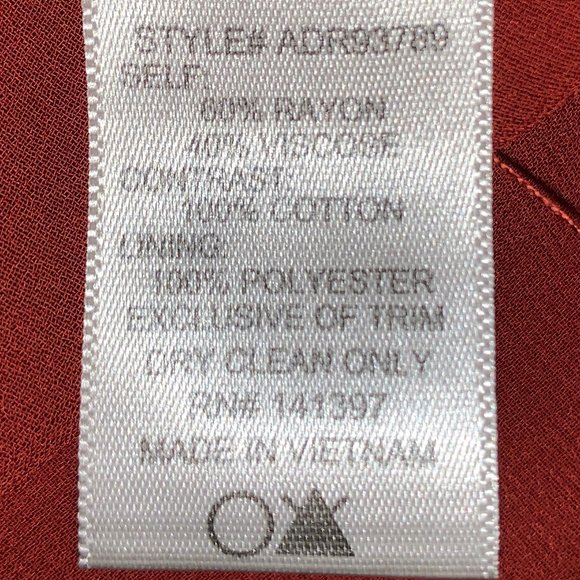 STYLE# ADR93789
SELF:
60% RAYON
40% VISCOSE
CONTRAST:
100% COTTON
LINING:
100% POLYESTER
EXCLUSIVE OF TRIM
DRY CLEAN ONLY
RN# 141397
MADE IN VIETNAM